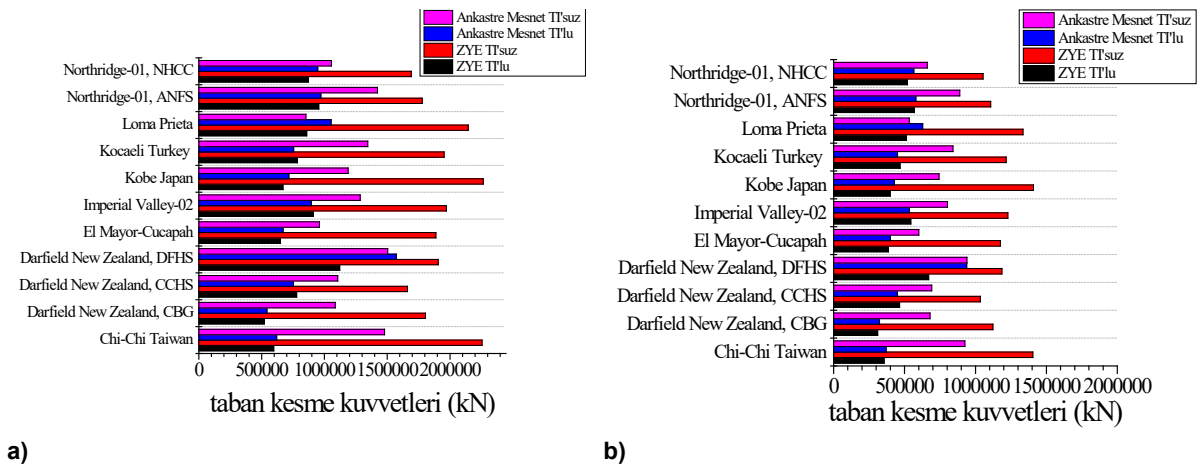 Ankastre Mesnet TI'suz
Ankastre Mesnet TI'lu
ZYE TI'suz
ZYE TI'lu
Northridge-01, NHCC
Northridge-01, ANFS
Loma Prieta
Kocaeli Turkey
Kobe Japan
Imperial Valley-02
El Mayor-Cucapah
Darfield New Zealand, DFHS
Darfield New Zealand, CCHS
Darfield New Zealand, CBG
Chi-Chi Taiwan
0 500000 1000000 1500000 2000000
taban kesme kuvvetleri (kN)
a)
Ankastre Mesnet TI'suz
Ankastre Mesnet TI'lu
ZYE TI'suz
ZYE TI'lu
Northridge-01, NHCC
Northridge-01, ANFS
Loma Prieta
Kocaeli Turkey
Kobe Japan
Imperial Valley-02
El Mayor-Cucapah
Darfield New Zealand, DFHS
Darfield New Zealand, CCHS
Darfield New Zealand, CBG
Chi-Chi Taiwan
0 500000 1000000 1500000 2000000
taban kesme kuvvetleri (kN)
b)